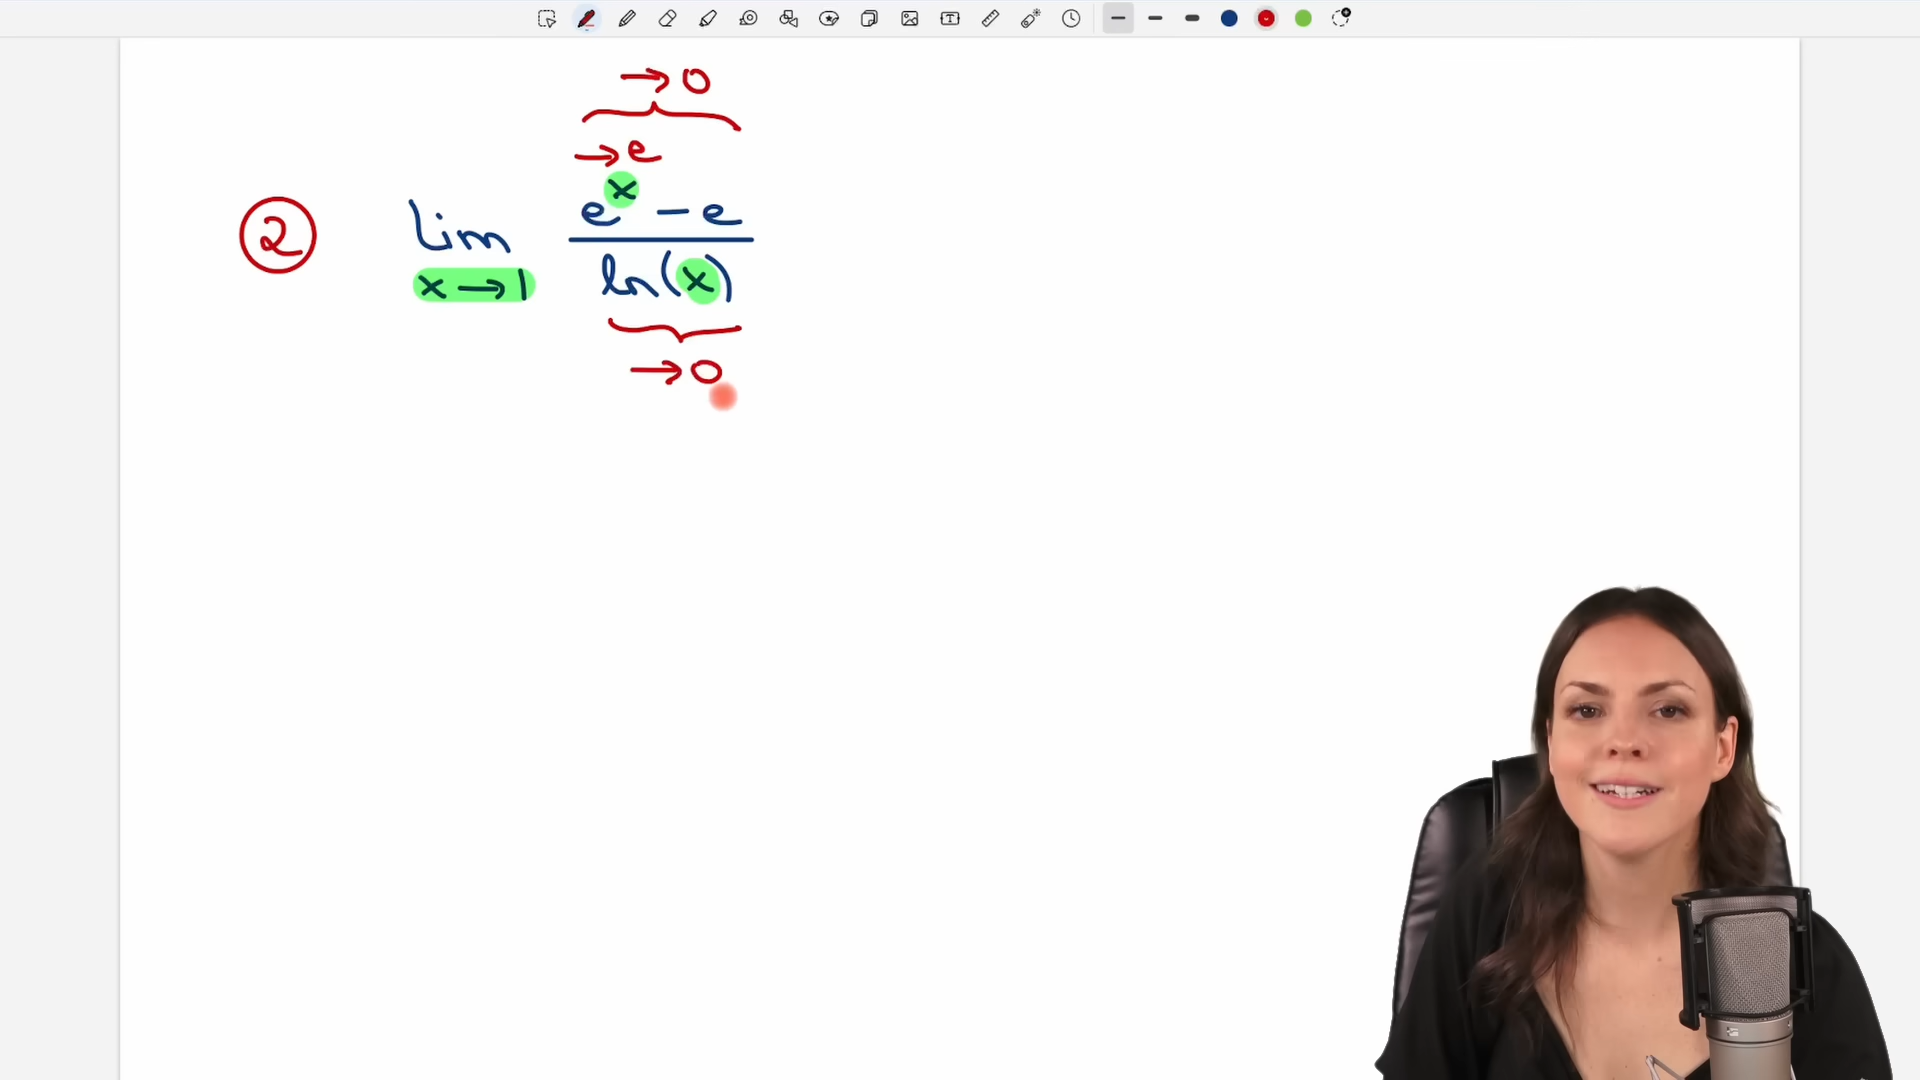 → 0
→ e
② lim x→1 (e^x − e) / ln(x)
→ 0